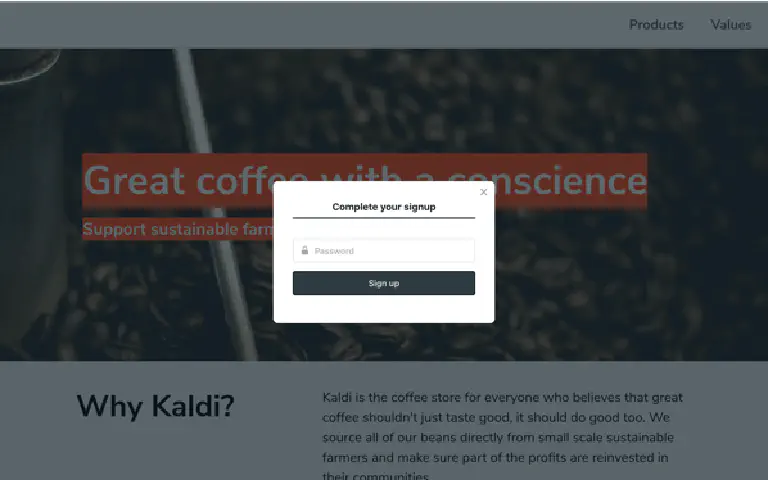 Products Values
Great coffee with a conscience
Support sustainable farm
Complete your signup
Password
Sign up
Why Kaldi?
Kaldi is the coffee store for everyone who believes that great
coffee shouldn't just taste good, it should do good too. We
source all of our beans directly from small scale sustainable
farmers and make sure part of the profits are reinvested in
their communities.